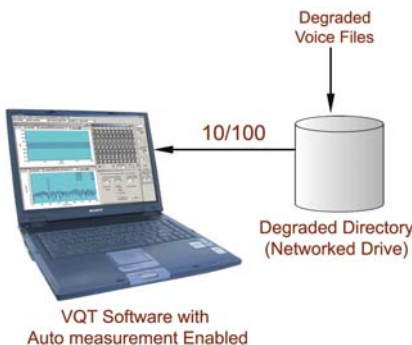 Degraded
Voice Files
10/100
Degraded Directory
(Networked Drive)
VQT Software with
Auto measurement Enabled